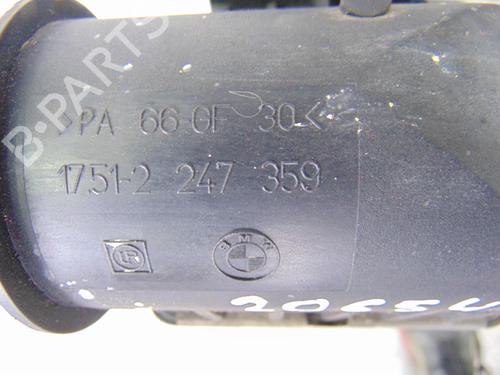 B-PARTS
>PA 66-GF 30<
1751-2 247 359
BMW